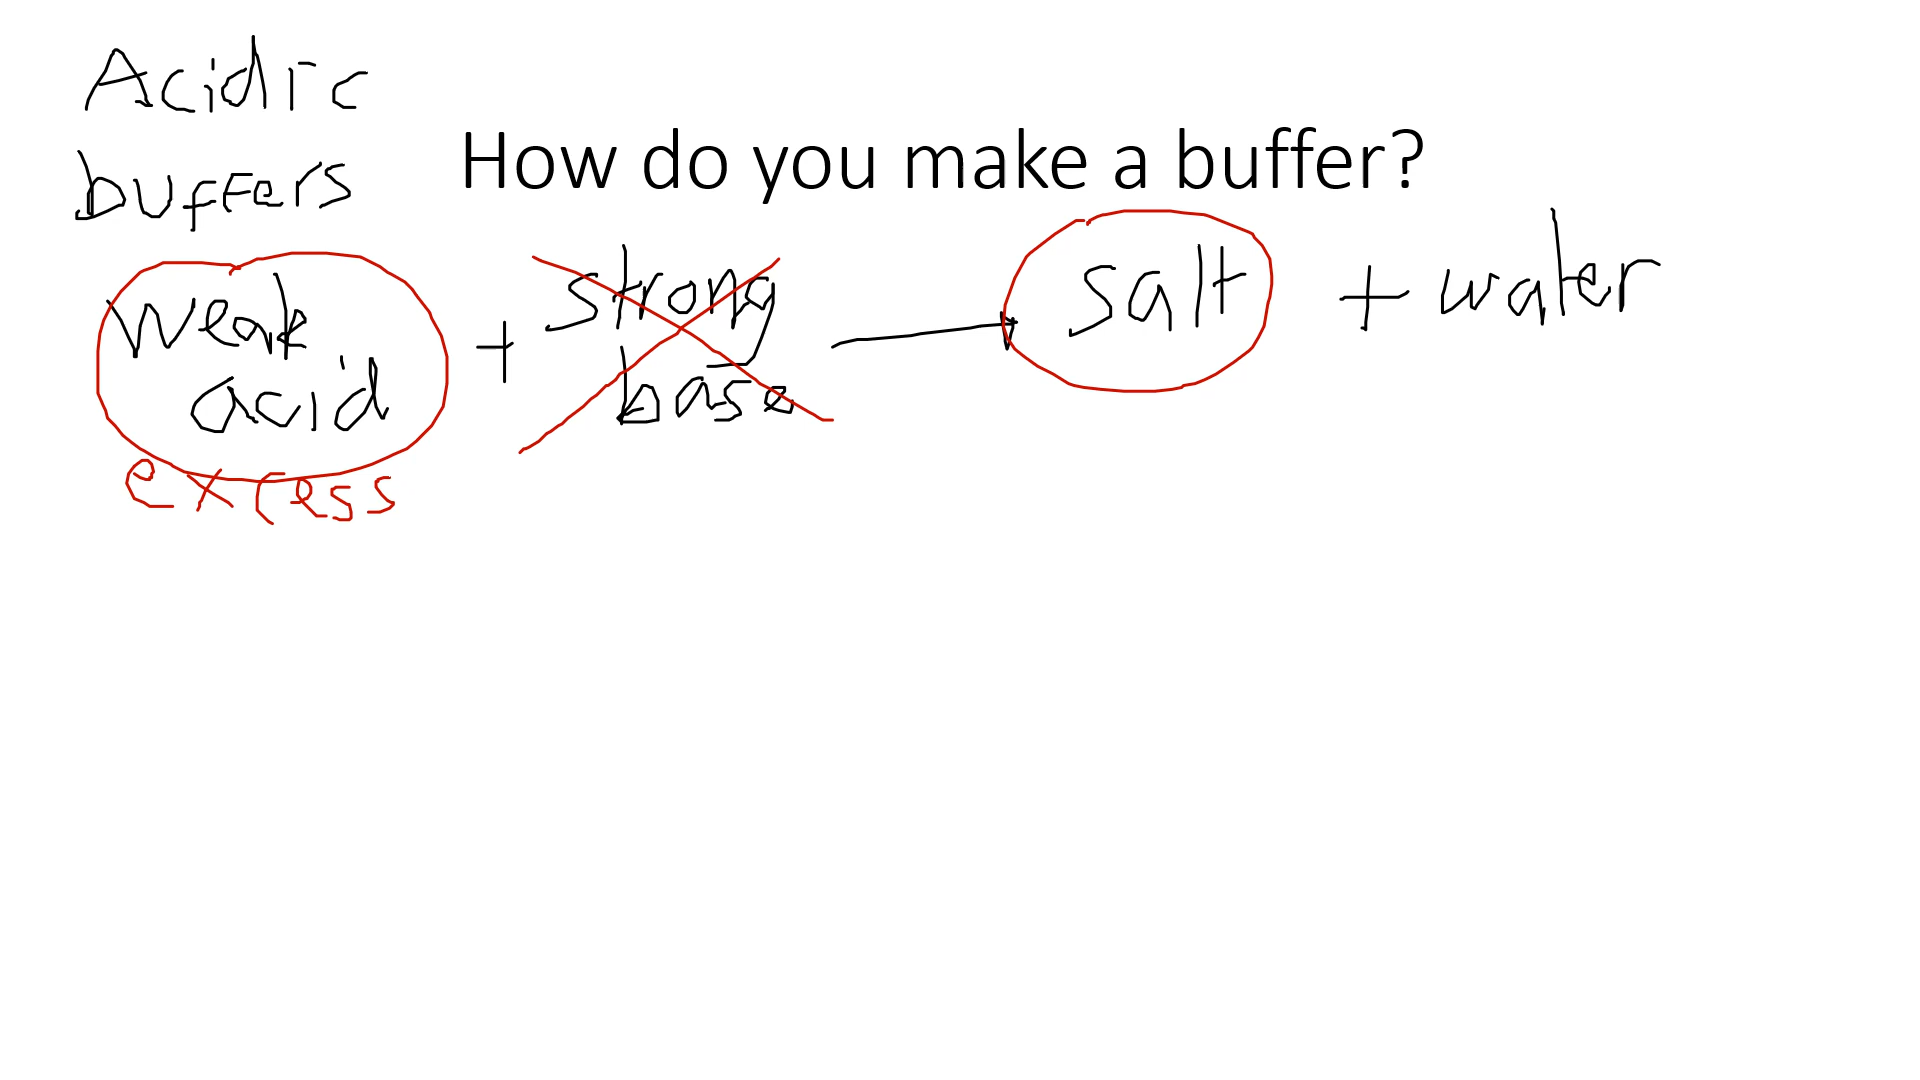 Acidic
buffers
How do you make a buffer?
weak
acid
+ strong
base
salt + water
excess